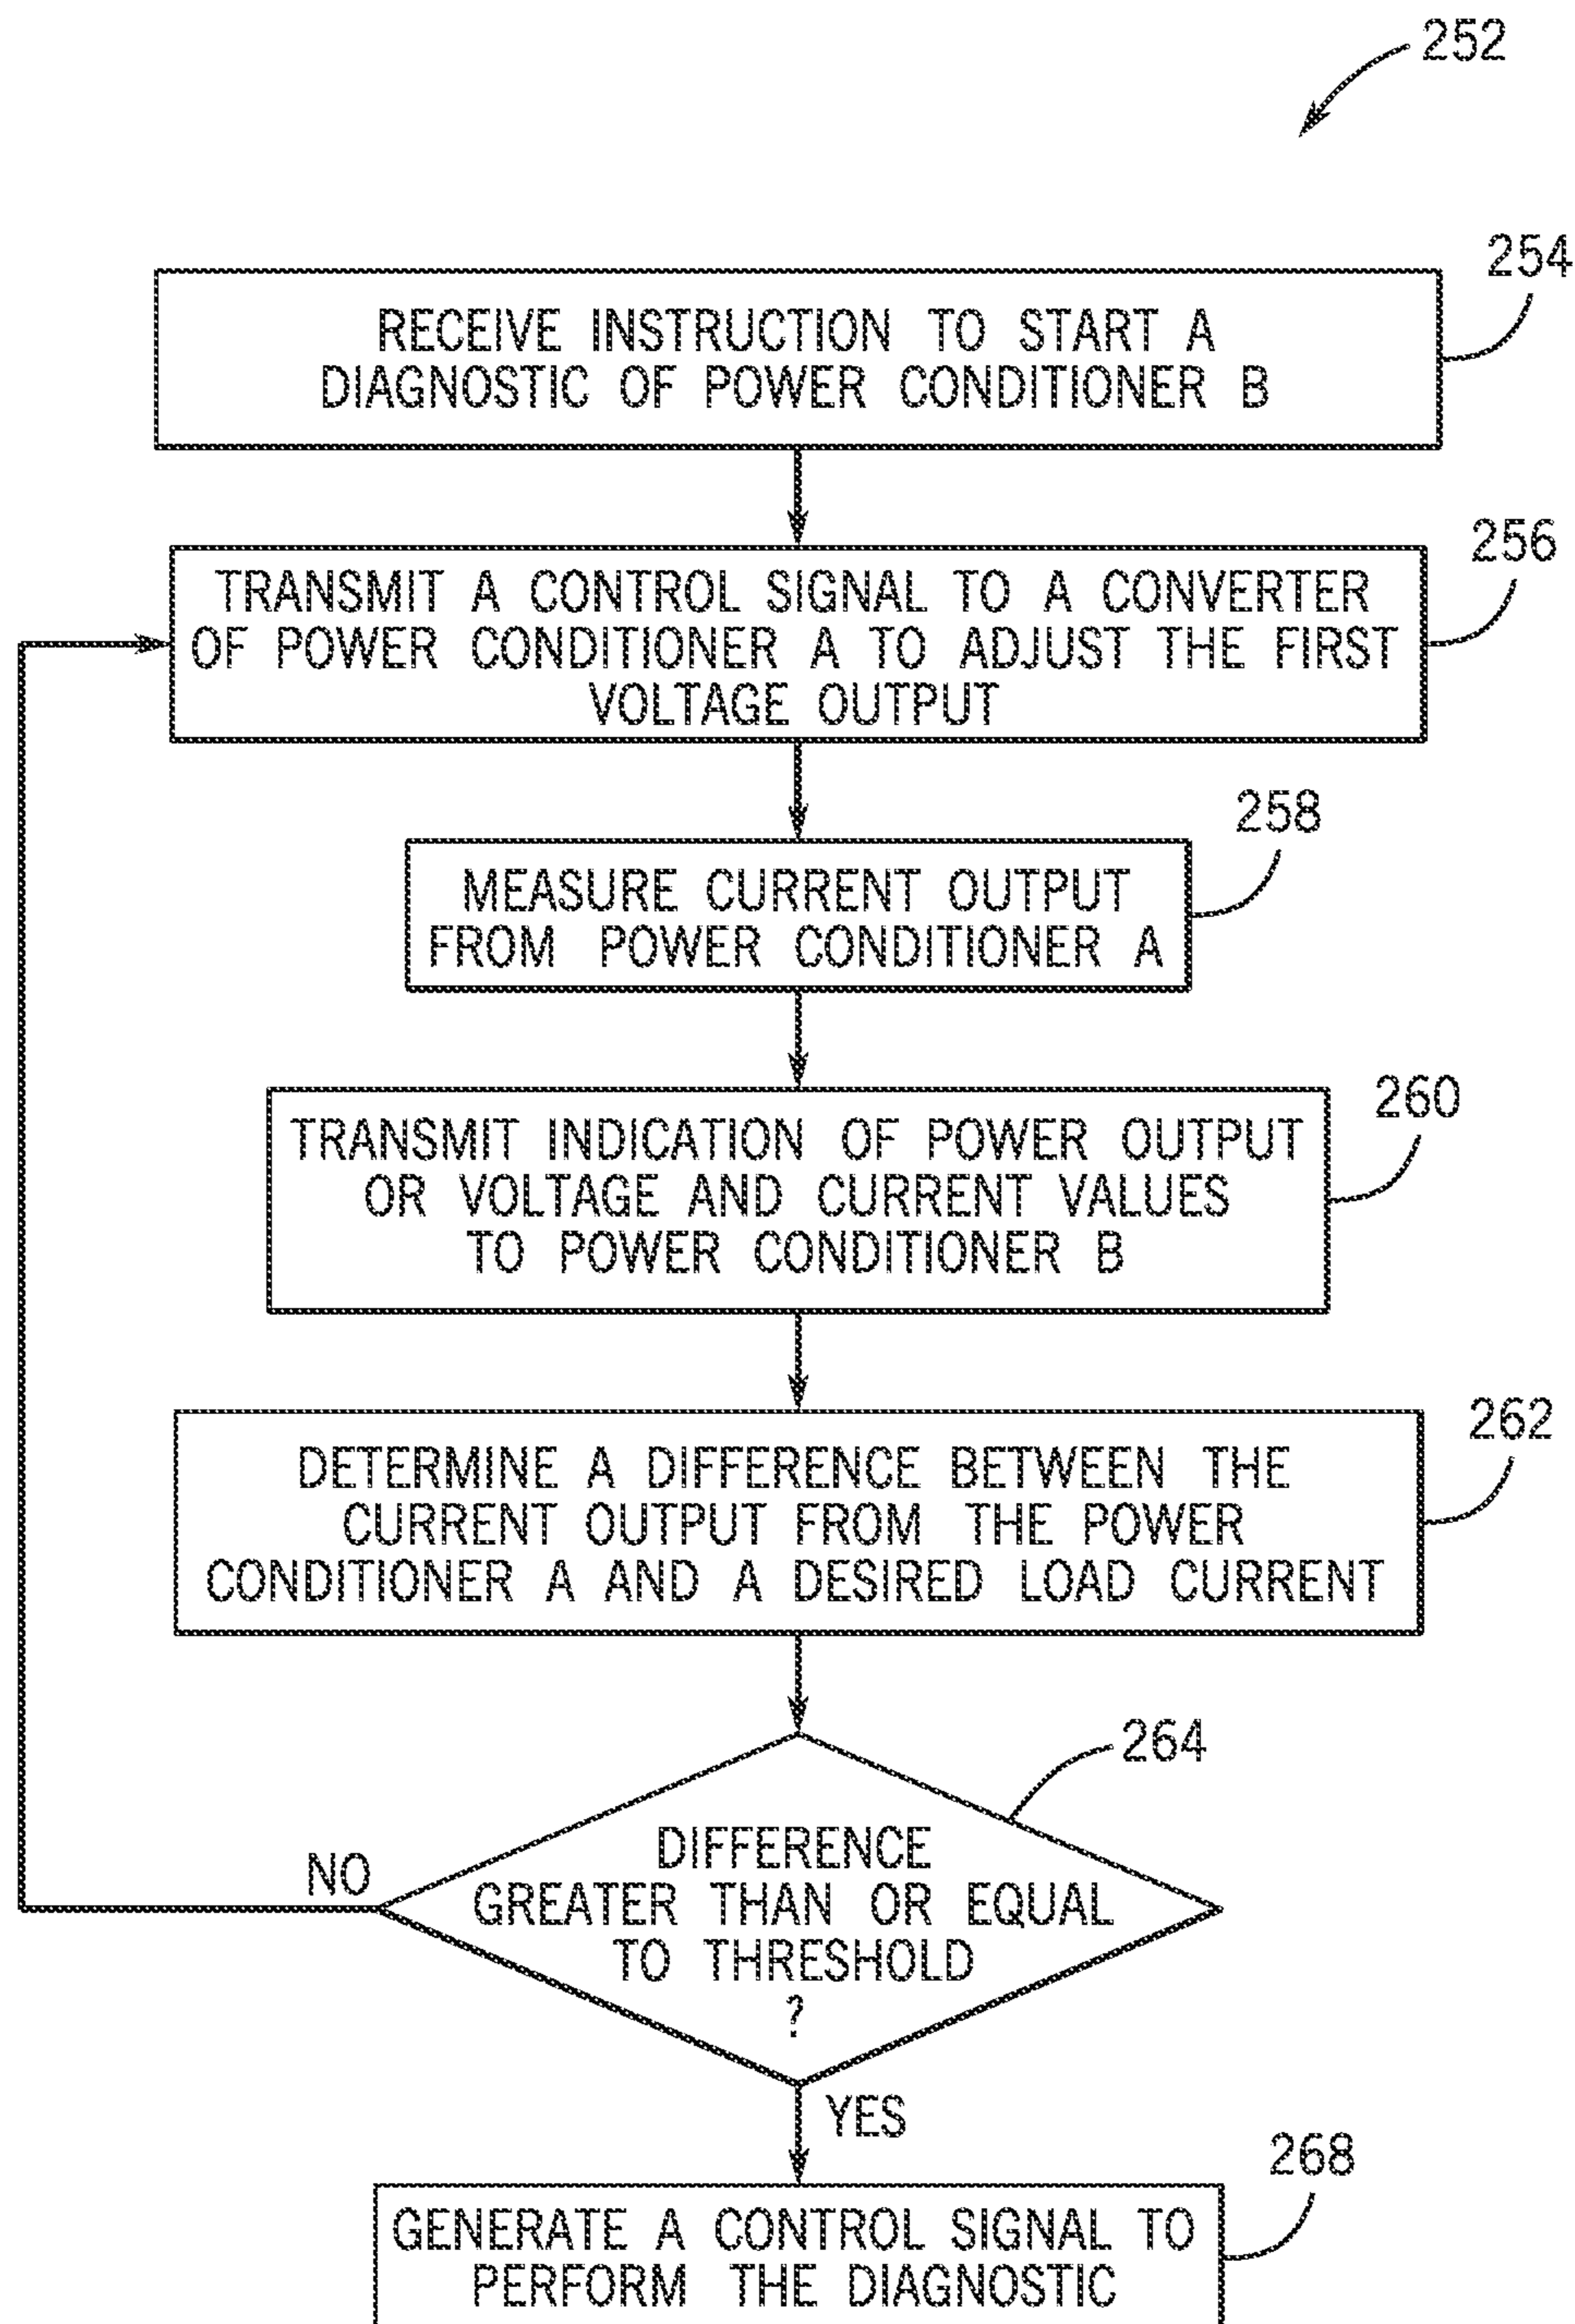 252
254
RECEIVE INSTRUCTION TO START A
DIAGNOSTIC OF POWER CONDITIONER B
256
TRANSMIT A CONTROL SIGNAL TO A CONVERTER
OF POWER CONDITIONER A TO ADJUST THE FIRST
VOLTAGE OUTPUT
258
MEASURE CURRENT OUTPUT
FROM POWER CONDITIONER A
260
TRANSMIT INDICATION OF POWER OUTPUT
OR VOLTAGE AND CURRENT VALUES
TO POWER CONDITIONER B
262
DETERMINE A DIFFERENCE BETWEEN THE
CURRENT OUTPUT FROM THE POWER
CONDITIONER A AND A DESIRED LOAD CURRENT
264
DIFFERENCE
GREATER THAN OR EQUAL
TO THRESHOLD
?
NO
YES
268
GENERATE A CONTROL SIGNAL TO
PERFORM THE DIAGNOSTIC